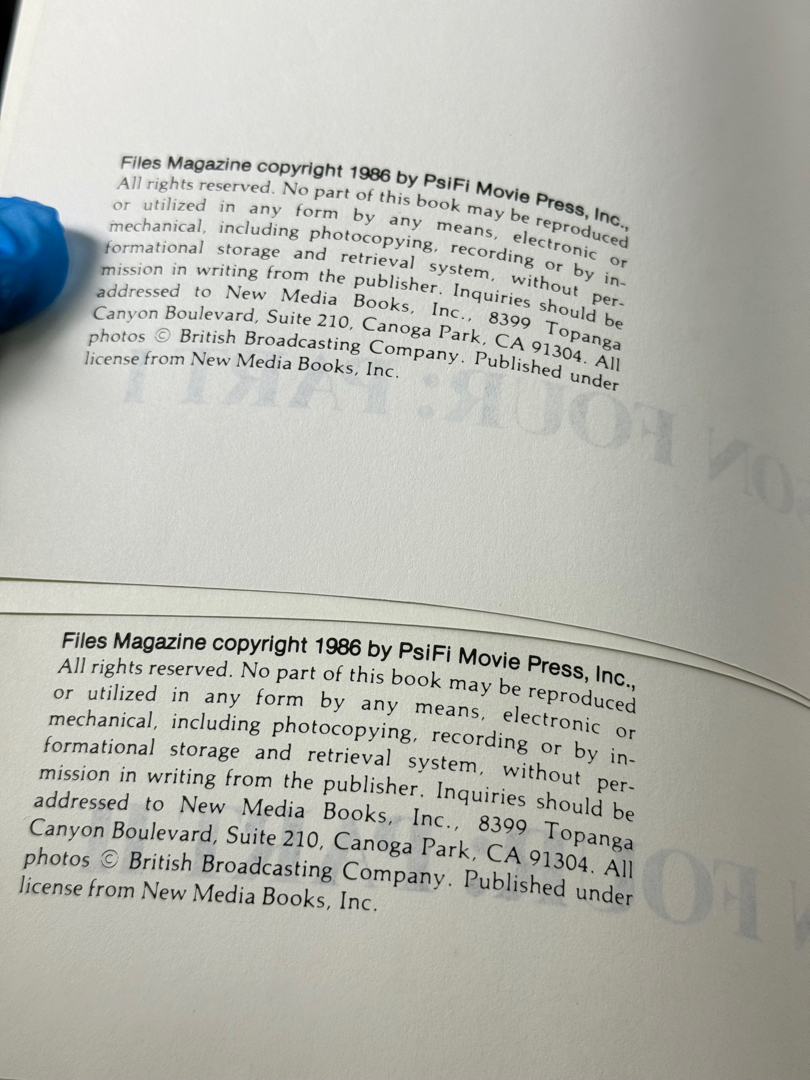 Files Magazine copyright 1986 by PsiFi Movie Press, Inc.,
All rights reserved. No part of this book may be reproduced
or utilized in any form by any means, electronic or
mechanical, including photocopying, recording or by in-
formational storage and retrieval system, without per-
mission in writing from the publisher. Inquiries should be
addressed to New Media Books, Inc., 8399 Topanga
Canyon Boulevard, Suite 210, Canoga Park, CA 91304. All
photos © British Broadcasting Company. Published under
license from New Media Books, Inc.
Files Magazine copyright 1986 by PsiFi Movie Press, Inc.,
All rights reserved. No part of this book may be reproduced
or utilized in any form by any means, electronic or
mechanical, including photocopying, recording or by in-
formational storage and retrieval system, without per-
mission in writing from the publisher. Inquiries should be
addressed to New Media Books, Inc., 8399 Topanga
Canyon Boulevard, Suite 210, Canoga Park, CA 91304. All
photos © British Broadcasting Company. Published under
license from New Media Books, Inc.